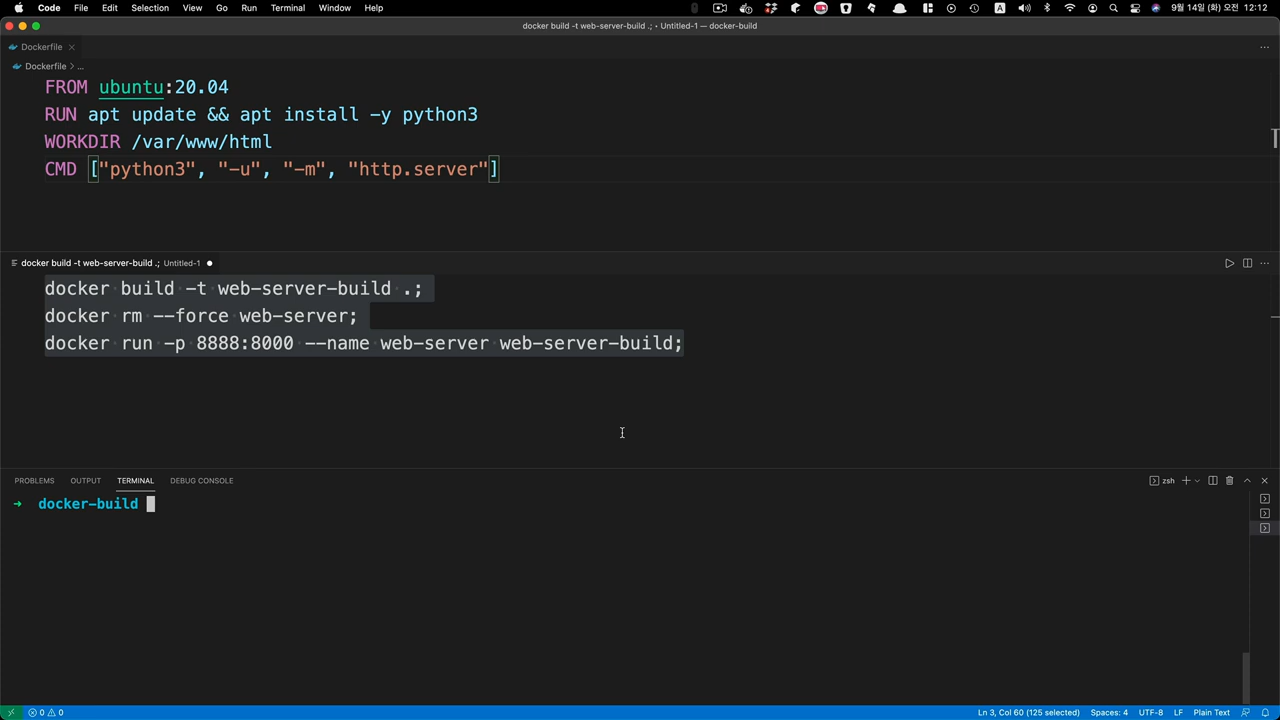 Code File Edit Selection View Go Run Terminal Window Help 9월 14일 (화) 오전 12:12
docker build -t web-server-build .; • Untitled-1 — docker-build
Dockerfile
Dockerfile > ...
FROM ubuntu:20.04
RUN apt update && apt install -y python3
WORKDIR /var/www/html
CMD ["python3", "-u", "-m", "http.server"]
docker build -t web-server-build .; Untitled-1
docker build -t web-server-build .;
docker rm --force web-server;
docker run -p 8888:8000 --name web-server web-server-build;
PROBLEMS OUTPUT TERMINAL DEBUG CONSOLE zsh
→ docker-build
0 0 Ln 3, Col 60 (125 selected) Spaces: 4 UTF-8 LF Plain Text